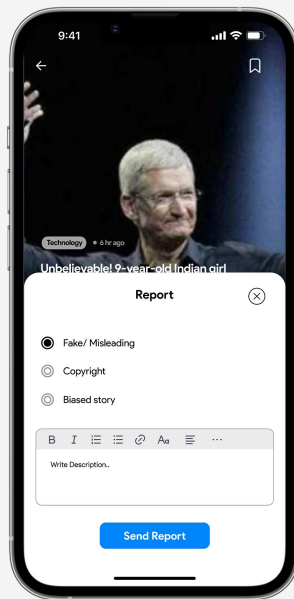 9:41
Technology • 6 hr ago
Unbelievable! 9-year-old Indian girl
Report
Fake/ Misleading
Copyright
Biased story
B I Aa ...
Write Description..
Send Report